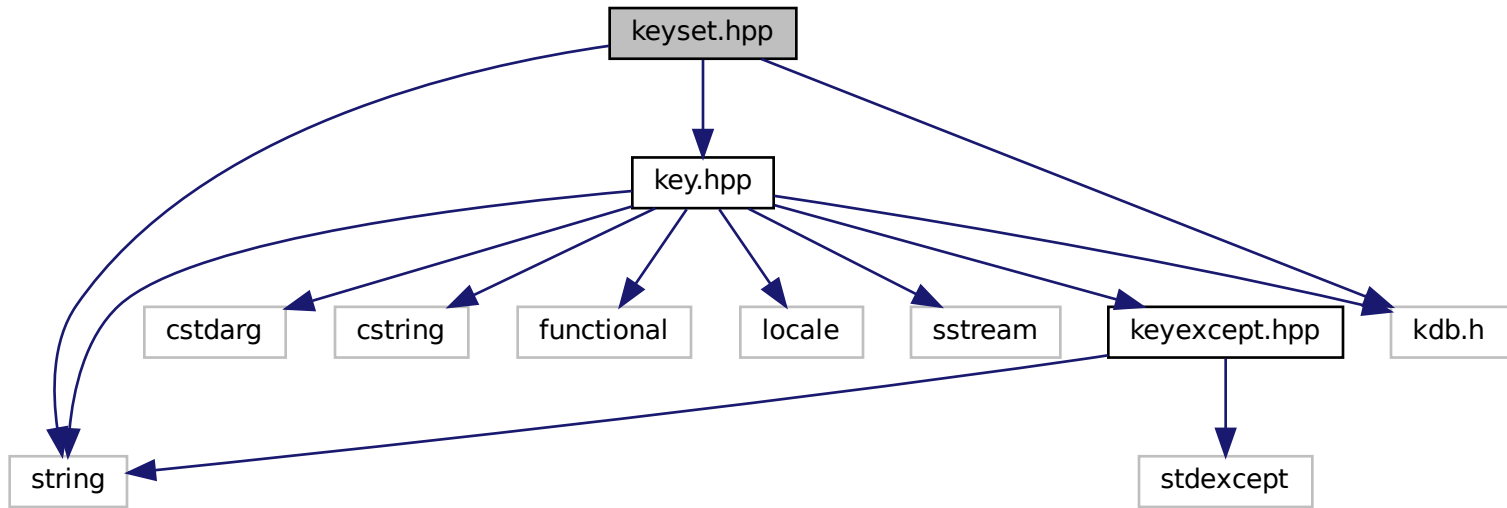 keyset.hpp
key.hpp
cstdarg
cstring
functional
locale
sstream
keyexcept.hpp
kdb.h
string
stdexcept